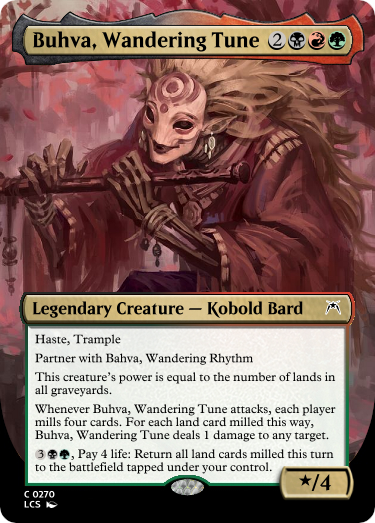 Buhva, Wandering Tune 2
Legendary Creature — Kobold Bard
Haste, Trample
Partner with Bahva, Wandering Rhythm
This creature's power is equal to the number of lands in
all graveyards.
Whenever Buhva, Wandering Tune attacks, each player
mills four cards. For each land card milled this way,
Buhva, Wandering Tune deals 1 damage to any target.
3, Pay 4 life: Return all land cards milled this turn
to the battlefield tapped under your control.
★/4
C 0270
LCS